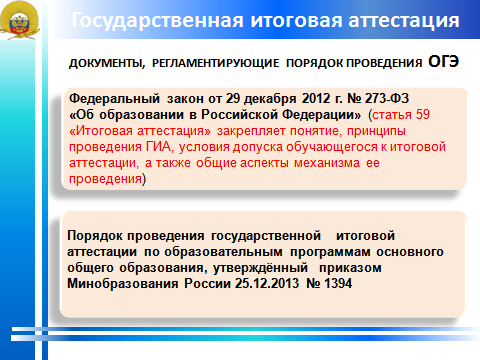 Государственная итоговая аттестация
ДОКУМЕНТЫ, РЕГЛАМЕНТИРУЮЩИЕ ПОРЯДОК ПРОВЕДЕНИЯ ОГЭ
Федеральный закон от 29 декабря 2012 г. № 273-ФЗ
«Об образовании в Российской Федерации» (статья 59
«Итоговая аттестация» закрепляет понятие, принципы
проведения ГИА, условия допуска обучающегося к итоговой
аттестации, а также общие аспекты механизма ее
проведения)
Порядок проведения государственной итоговой
аттестации по образовательным программам основного
общего образования, утверждённый приказом
Минобразования России 25.12.2013 № 1394